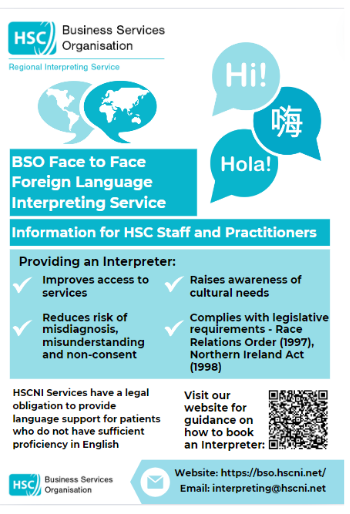 HSC Business Services
Organisation
Regional Interpreting Service
Hi!
嗨
Hola!
BSO Face to Face
Foreign Language
Interpreting Service
Information for HSC Staff and Practitioners
Providing an Interpreter:
Improves access to
services
Raises awareness of
cultural needs
Reduces risk of
misdiagnosis,
misunderstanding
and non-consent
Complies with legislative
requirements - Race
Relations Order (1997),
Northern Ireland Act
(1998)
HSCNI Services have a legal
obligation to provide
language support for patients
who do not have sufficient
proficiency in English
Visit our
website for
guidance on
how to book
an Interpreter:
HSC Business Services
Organisation
Website: https://bso.hscni.net/
Email: interpreting@hscni.net